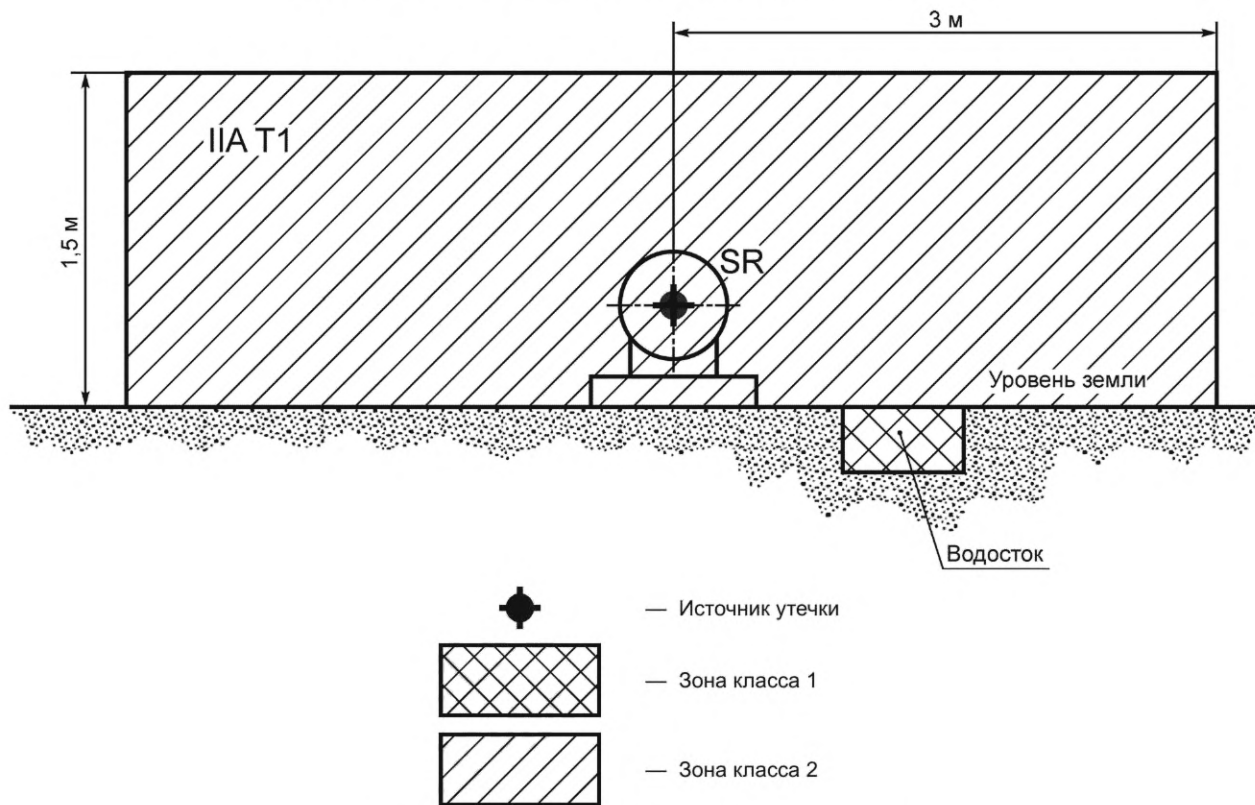 3 м
IIA T1
1,5 м
SR
Уровень земли
Водосток
— Источник утечки
— Зона класса 1
— Зона класса 2